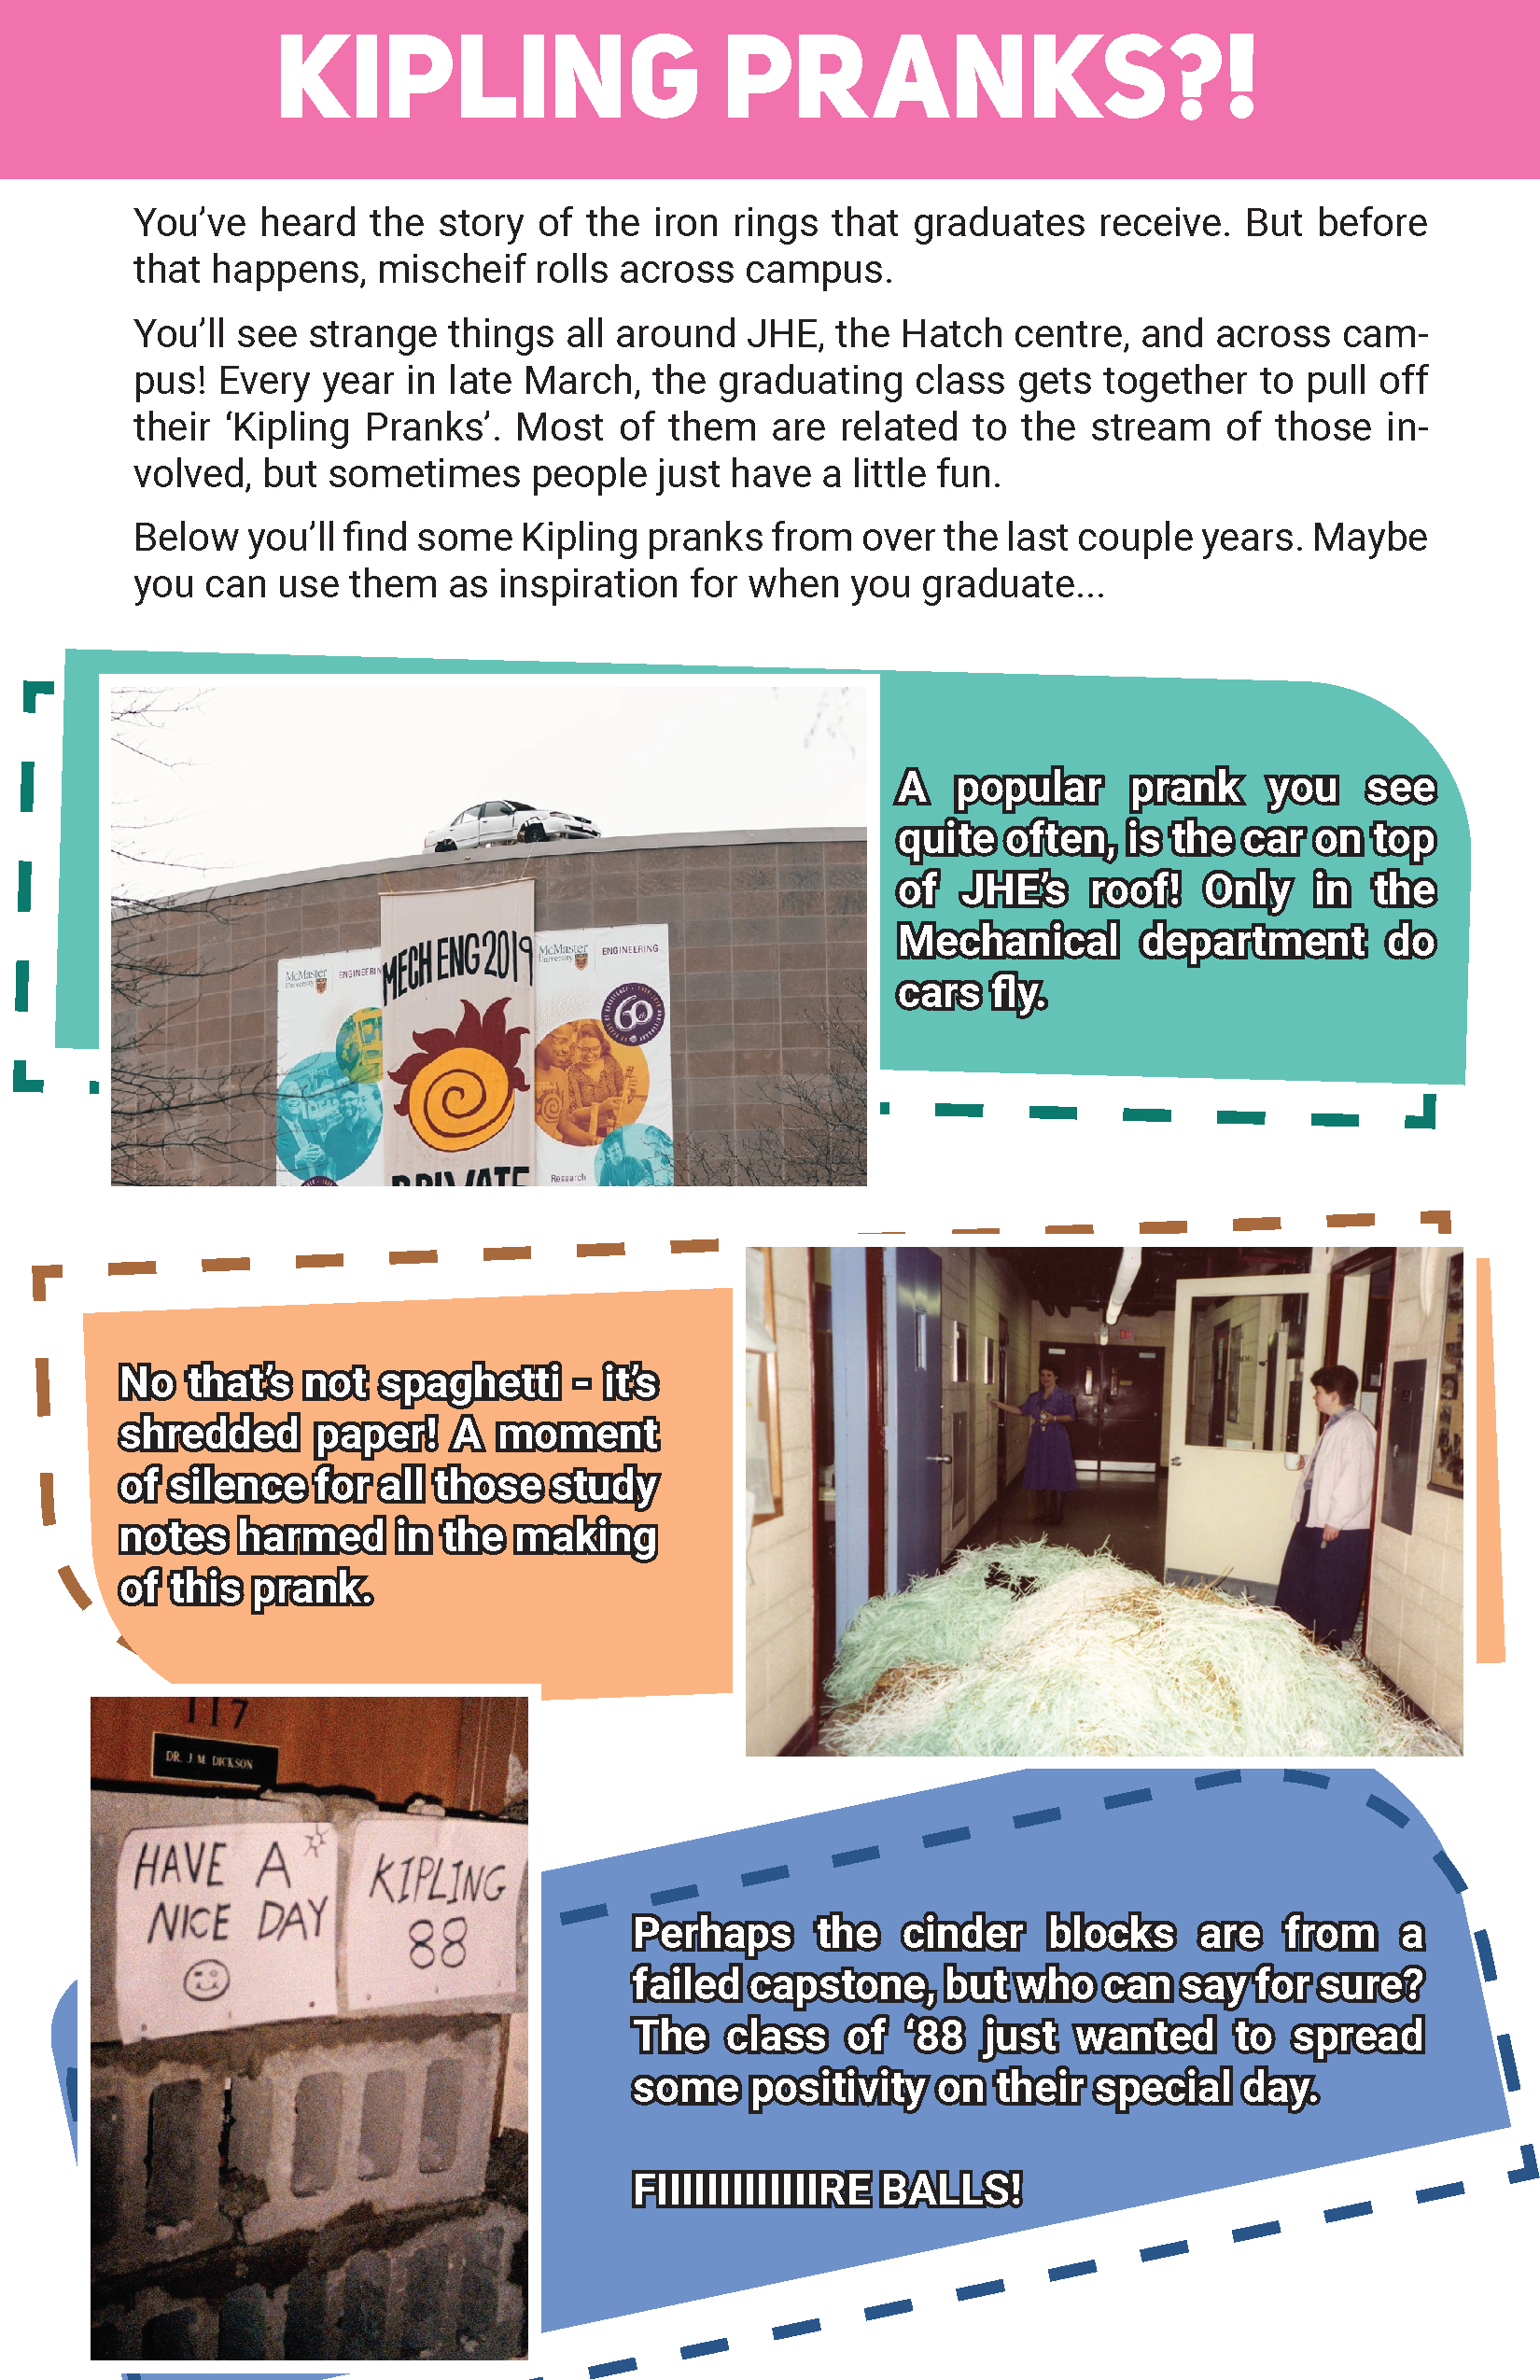 KIPLING PRANKS?!
You've heard the story of the iron rings that graduates receive. But before
that happens, mischeif rolls across campus.
You'll see strange things all around JHE, the Hatch centre, and across cam-
pus! Every year in late March, the graduating class gets together to pull off
their ‘Kipling Pranks’. Most of them are related to the stream of those in-
volved, but sometimes people just have a little fun.
Below you'll find some Kipling pranks from over the last couple years. Maybe
you can use them as inspiration for when you graduate...
A popular prank you see
quite often, is the car on top
of JHE's roof! Only in the
Mechanical department do
cars fly.
MECH ENG 2019
McMaster
University
ENGINEERIN
McMaster
University
ENGINEERING
60
PRIVATE
Research
No that's not spaghetti - it's
shredded paper! A moment
of silence for all those study
notes harmed in the making
of this prank.
117
DR. J M DICKSON
HAVE A
NICE DAY
KIPLING
88
Perhaps the cinder blocks are from a
failed capstone, but who can say for sure?
The class of ‘88 just wanted to spread
some positivity on their special day.
FIIIIIIIIIIIIIRE BALLS!